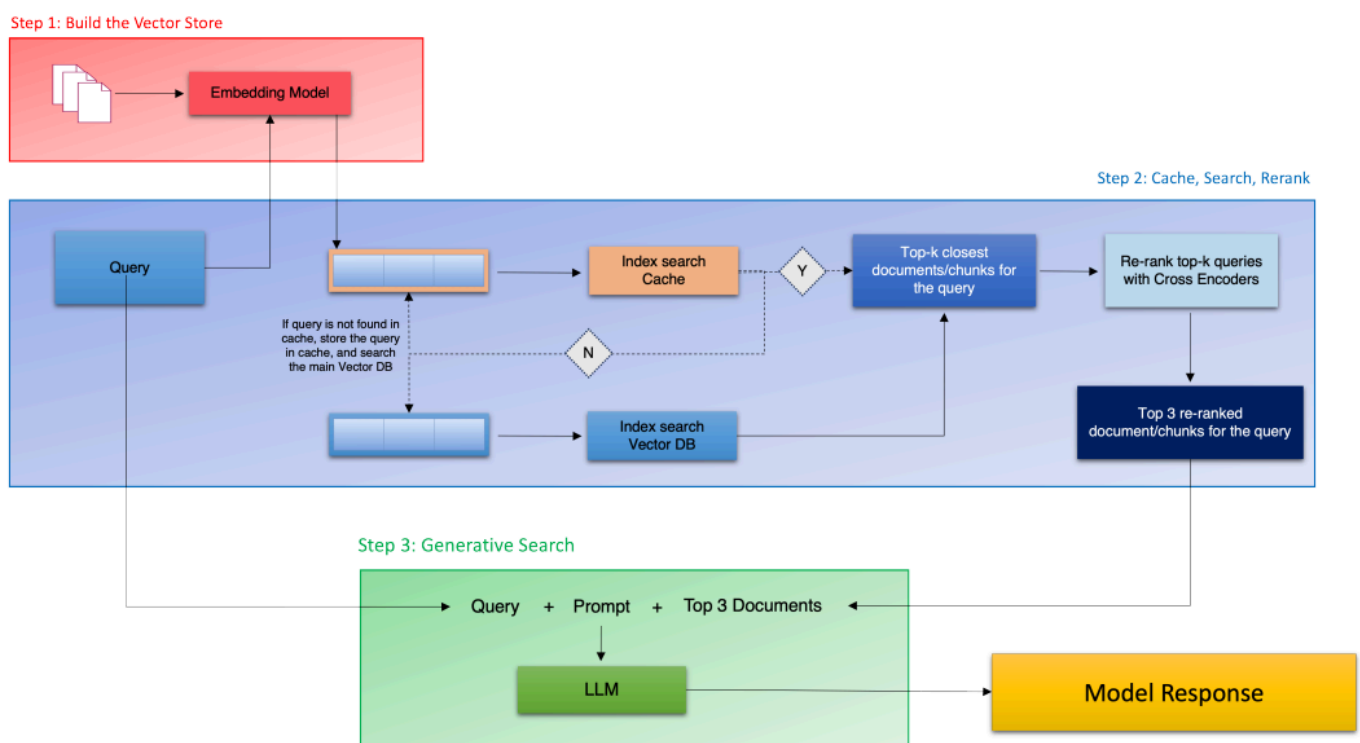 Step 1: Build the Vector Store
Embedding Model
Step 2: Cache, Search, Rerank
Query
Index search
Cache
Y
Top-k closest
documents/chunks for
the query
Re-rank top-k queries
with Cross Encoders
If query is not found in
cache, store the query
in cache, and search
the main Vector DB
N
Index search
Vector DB
Top 3 re-ranked
document/chunks for the query
Step 3: Generative Search
Query + Prompt + Top 3 Documents
LLM
Model Response